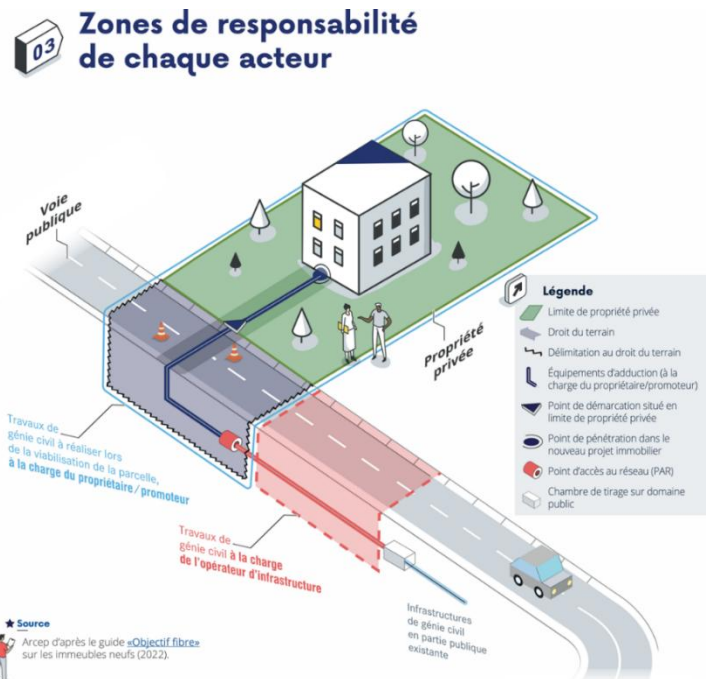 03
Zones de responsabilité
de chaque acteur
Voie
publique
Propriété
privée
Légende
Limite de propriété privée
Droit du terrain
Délimitation au droit du terrain
Équipements d'adduction (à la
charge du propriétaire/promoteur)
Point de démarcation situé en
limite de propriété privée
Point de pénétration dans le
nouveau projet immobilier
Point d'accès au réseau (PAR)
Chambre de tirage sur domaine
public
Travaux de
génie civil à réaliser lors
de la viabilisation de la parcelle,
à la charge du propriétaire/promoteur
Travaux de
génie civil à la charge
de l'opérateur d'infrastructure
Infrastructures
de génie civil
en partie publique
existante
Source
Arcep d'après le guide «Objectif fibre»
sur les immeubles neufs (2022).